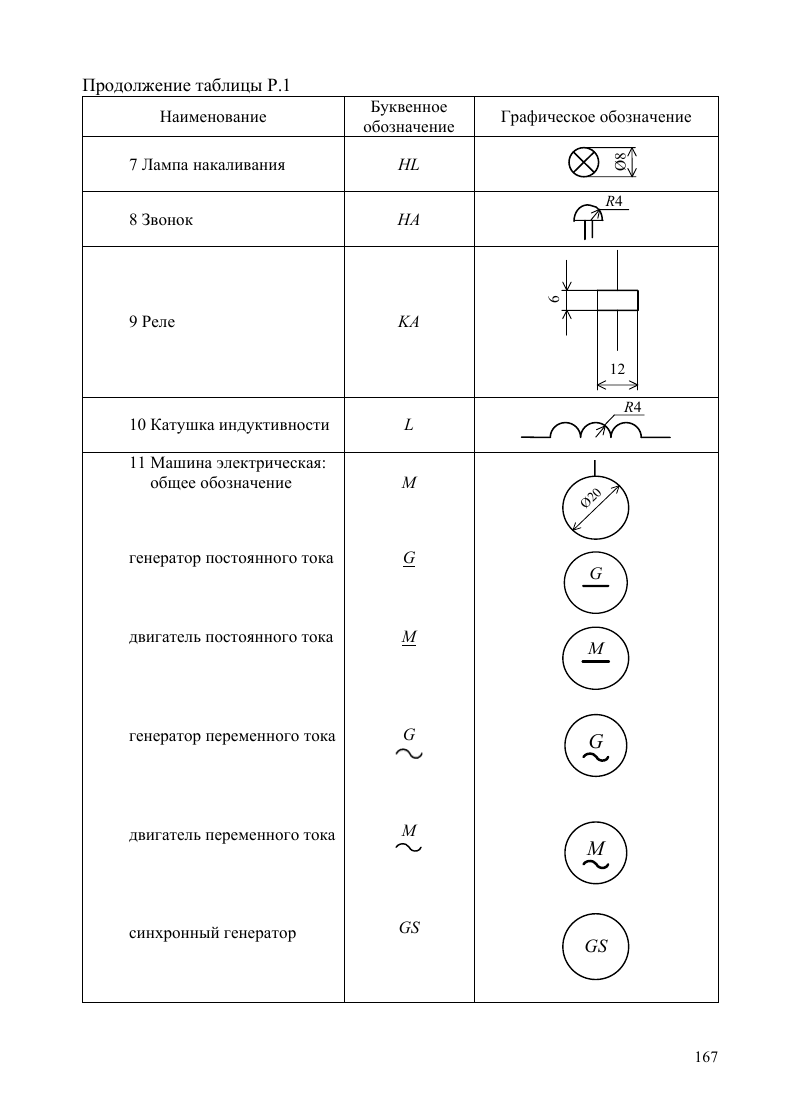 Продолжение таблицы Р.1
Наименование
Буквенное
обозначение
Графическое обозначение
7 Лампа накаливания
HL
Ø8
8 Звонок
HA
R4
9 Реле
KA
6
12
10 Катушка индуктивности
L
R4
11 Машина электрическая:
общее обозначение
M
Ø20
генератор постоянного тока
G
G
двигатель постоянного тока
M
M
генератор переменного тока
G
~
G
~
двигатель переменного тока
M
~
M
~
синхронный генератор
GS
GS
167